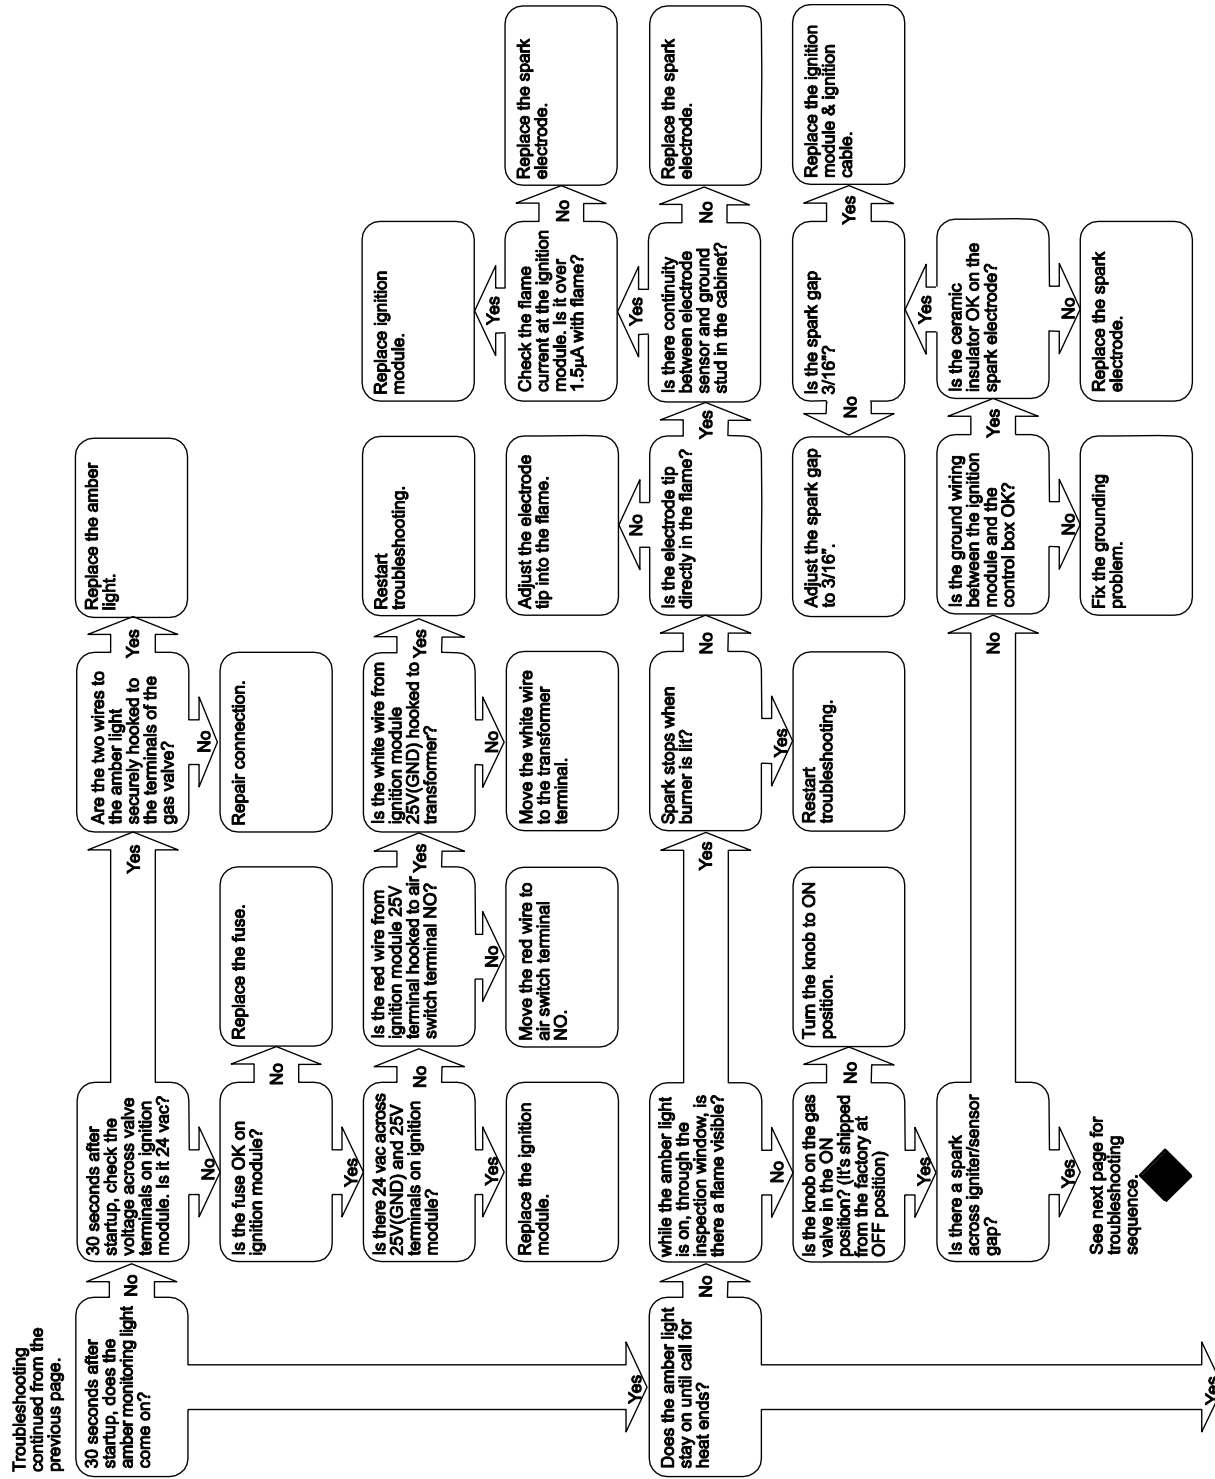 Troubleshooting
continued from the
previous page.
30 seconds after
startup, does the
amber monitoring light
come on?
No
30 seconds after
startup, check the
voltage across valve
terminals on ignition
module. Is it 24 vac?
Yes
Are the two wires to
the amber light
securely hooked to
the terminals of the
gas valve?
Yes
Replace the amber
light.
No
Repair connection.
No
Is the fuse OK on
ignition module?
No
Replace the fuse.
Yes
Is there 24 vac across
25V(GND) and 25V
terminals on ignition
module?
No
Is the red wire from
ignition module 25V
terminal hooked to air
switch terminal NO?
Yes
Is the white wire from
ignition module
25V(GND) hooked to
transformer?
Yes
Restart
troubleshooting.
Yes
Replace the ignition
module.
No
Move the red wire to
air switch terminal
NO.
No
Move the white wire
to the transformer
terminal.
Yes
Does the amber light
stay on until call for
heat ends?
No
while the amber light
is on, through the
inspection window, is
there a flame visible?
Yes
Spark stops when
burner is lit?
No
Is the electrode tip
directly in the flame?
No
Adjust the electrode
tip into the flame.
Yes
Is there continuity
between electrode
sensor and ground
stud in the cabinet?
No
Replace the spark
electrode.
Yes
Check the flame
current at the ignition
module. Is it over
1.5µA with flame?
No
Replace the spark
electrode.
Yes
Replace ignition
module.
Yes
Restart
troubleshooting.
No
Is the knob on the gas
valve in the ON
position? (It's shipped
from the factory at
OFF position)
No
Turn the knob to ON
position.
Yes
Is there a spark
across igniter/sensor
gap?
No
Is the ground wiring
between the ignition
module and the
control box OK?
Yes
Is the ceramic
insulator OK on the
spark electrode?
Yes
Is the spark gap
3/16"?
Yes
Replace the ignition
module & ignition
cable.
No
Adjust the spark gap
to 3/16".
No
Fix the grounding
problem.
No
Replace the spark
electrode.
Yes
See next page for
troubleshooting
sequence.
Yes